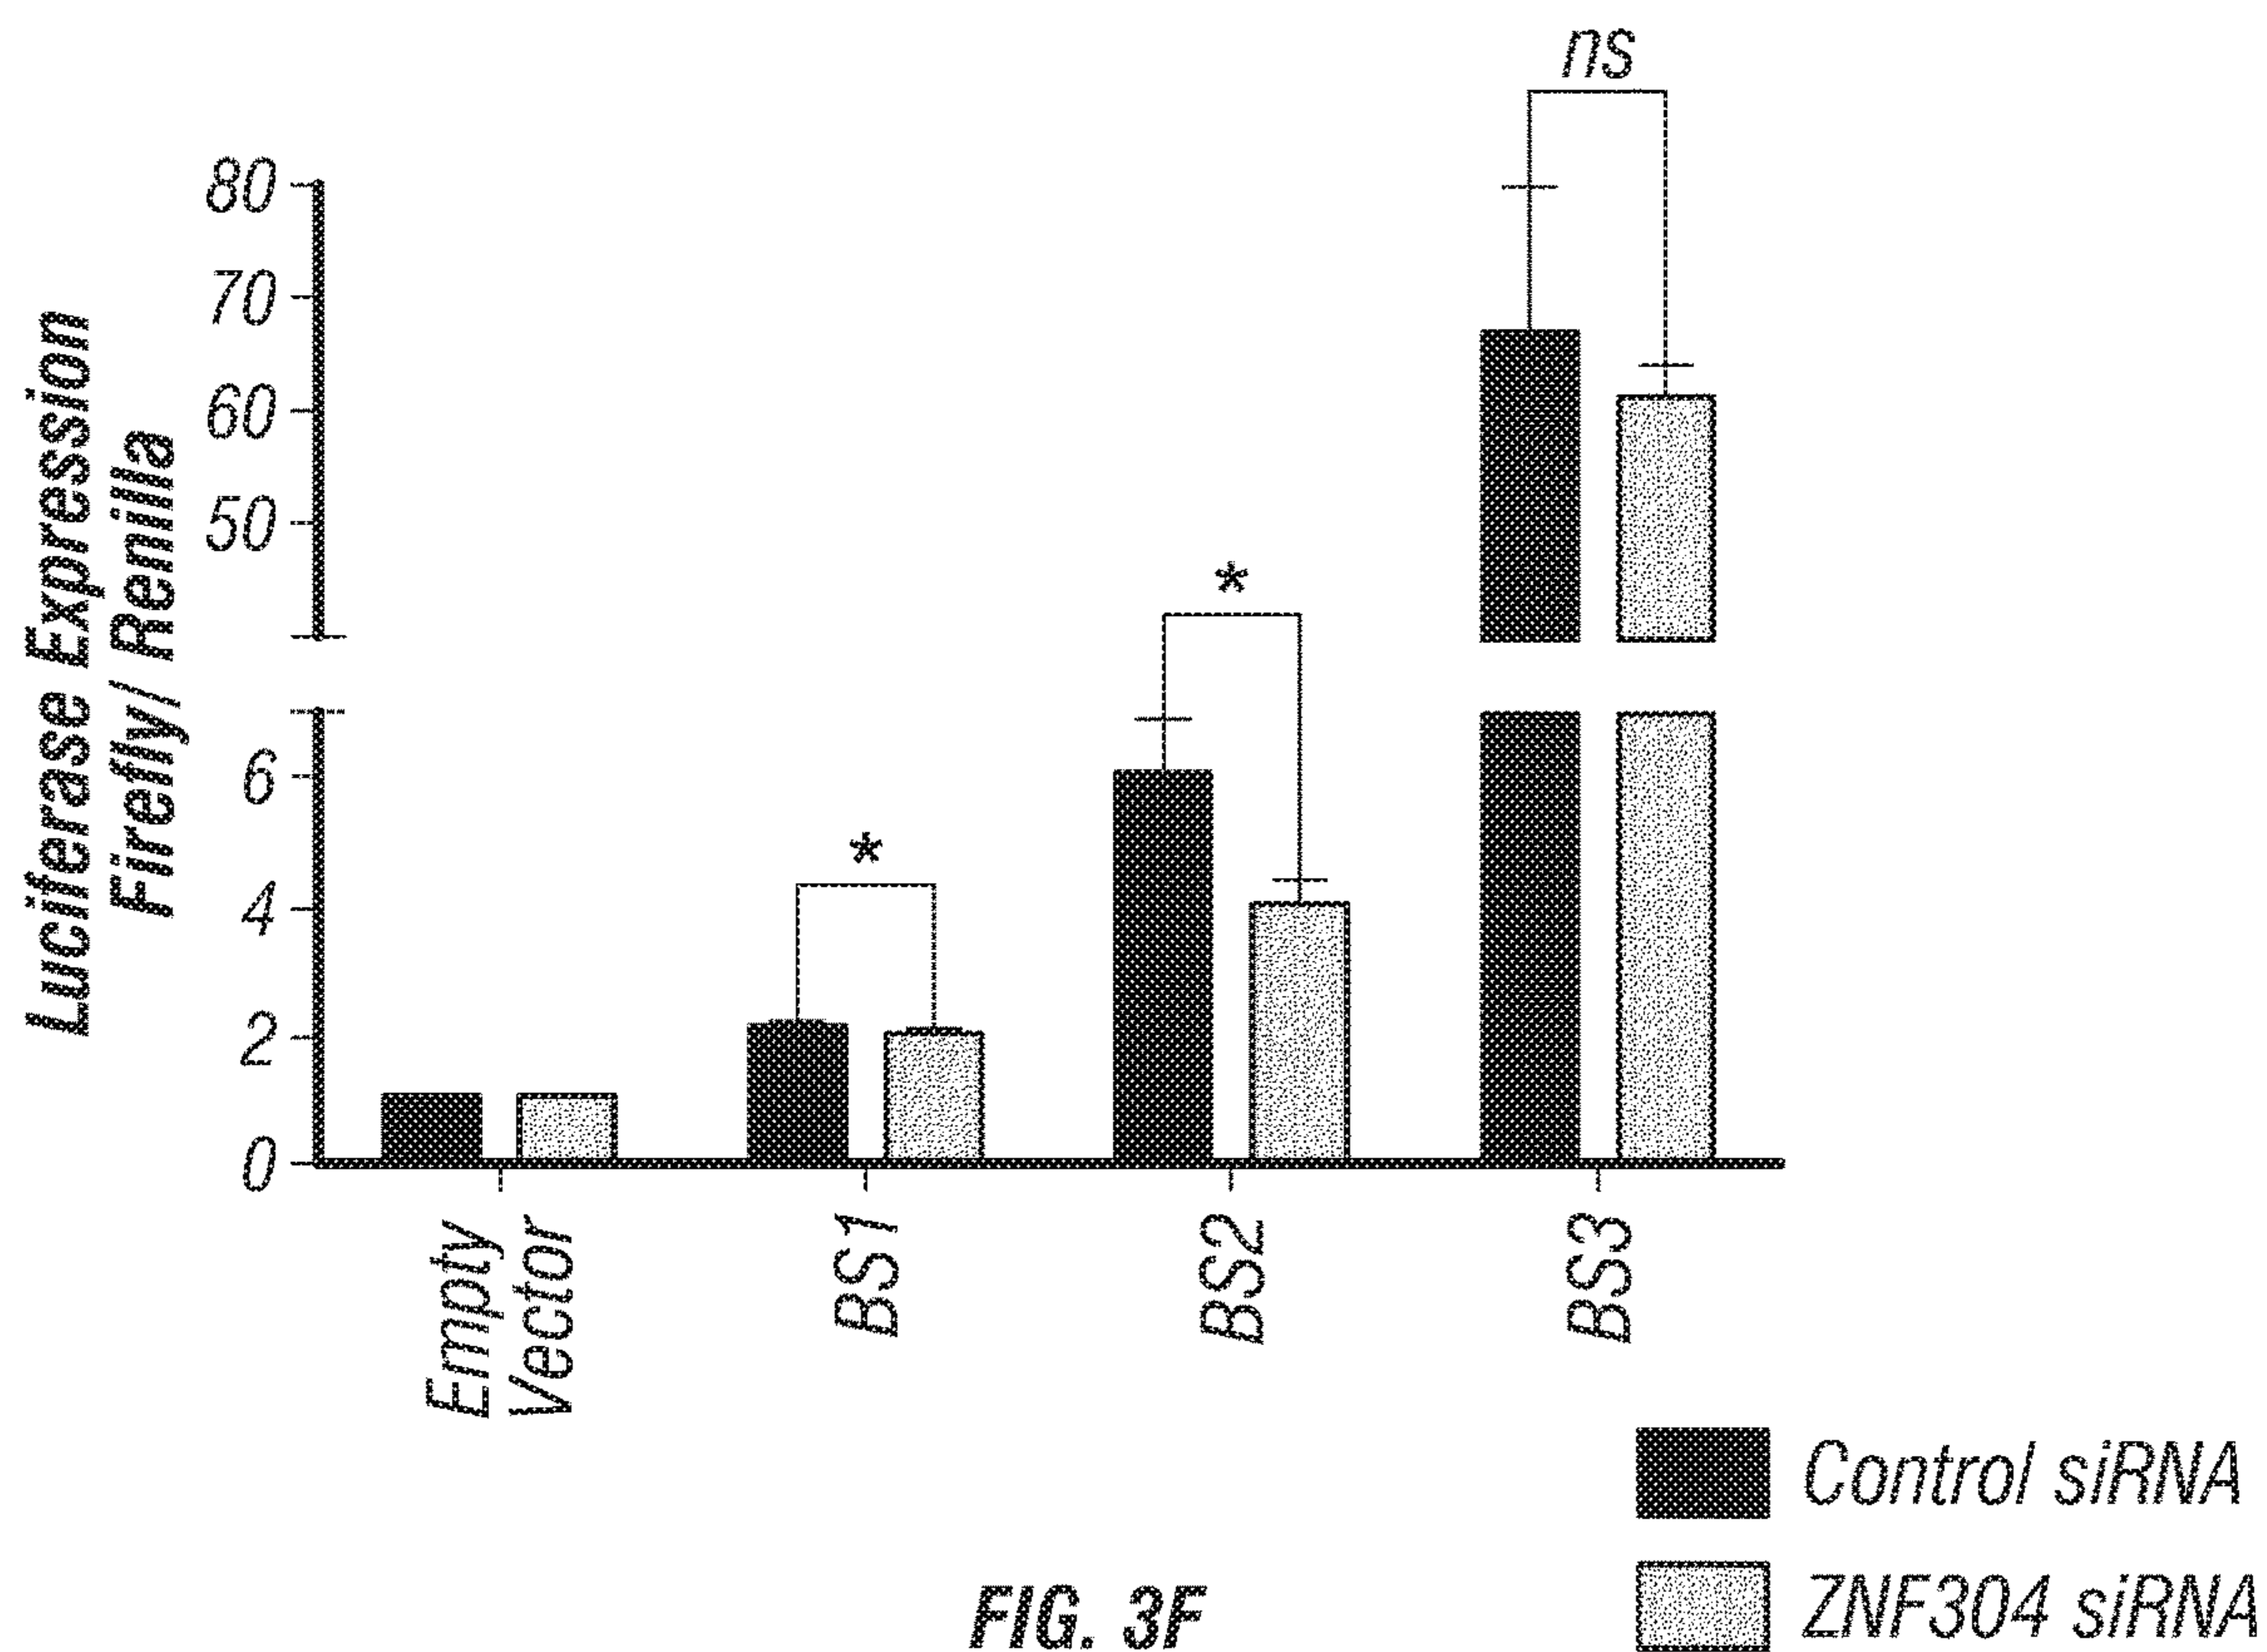 ns
80
70
60
50
6
4
2
0
Luciferase Expression
Firefly/ Renilla
*
*
Empty
Vector
BS1
BS2
BS3
Control siRNA
ZNF304 siRNA
FIG. 3F